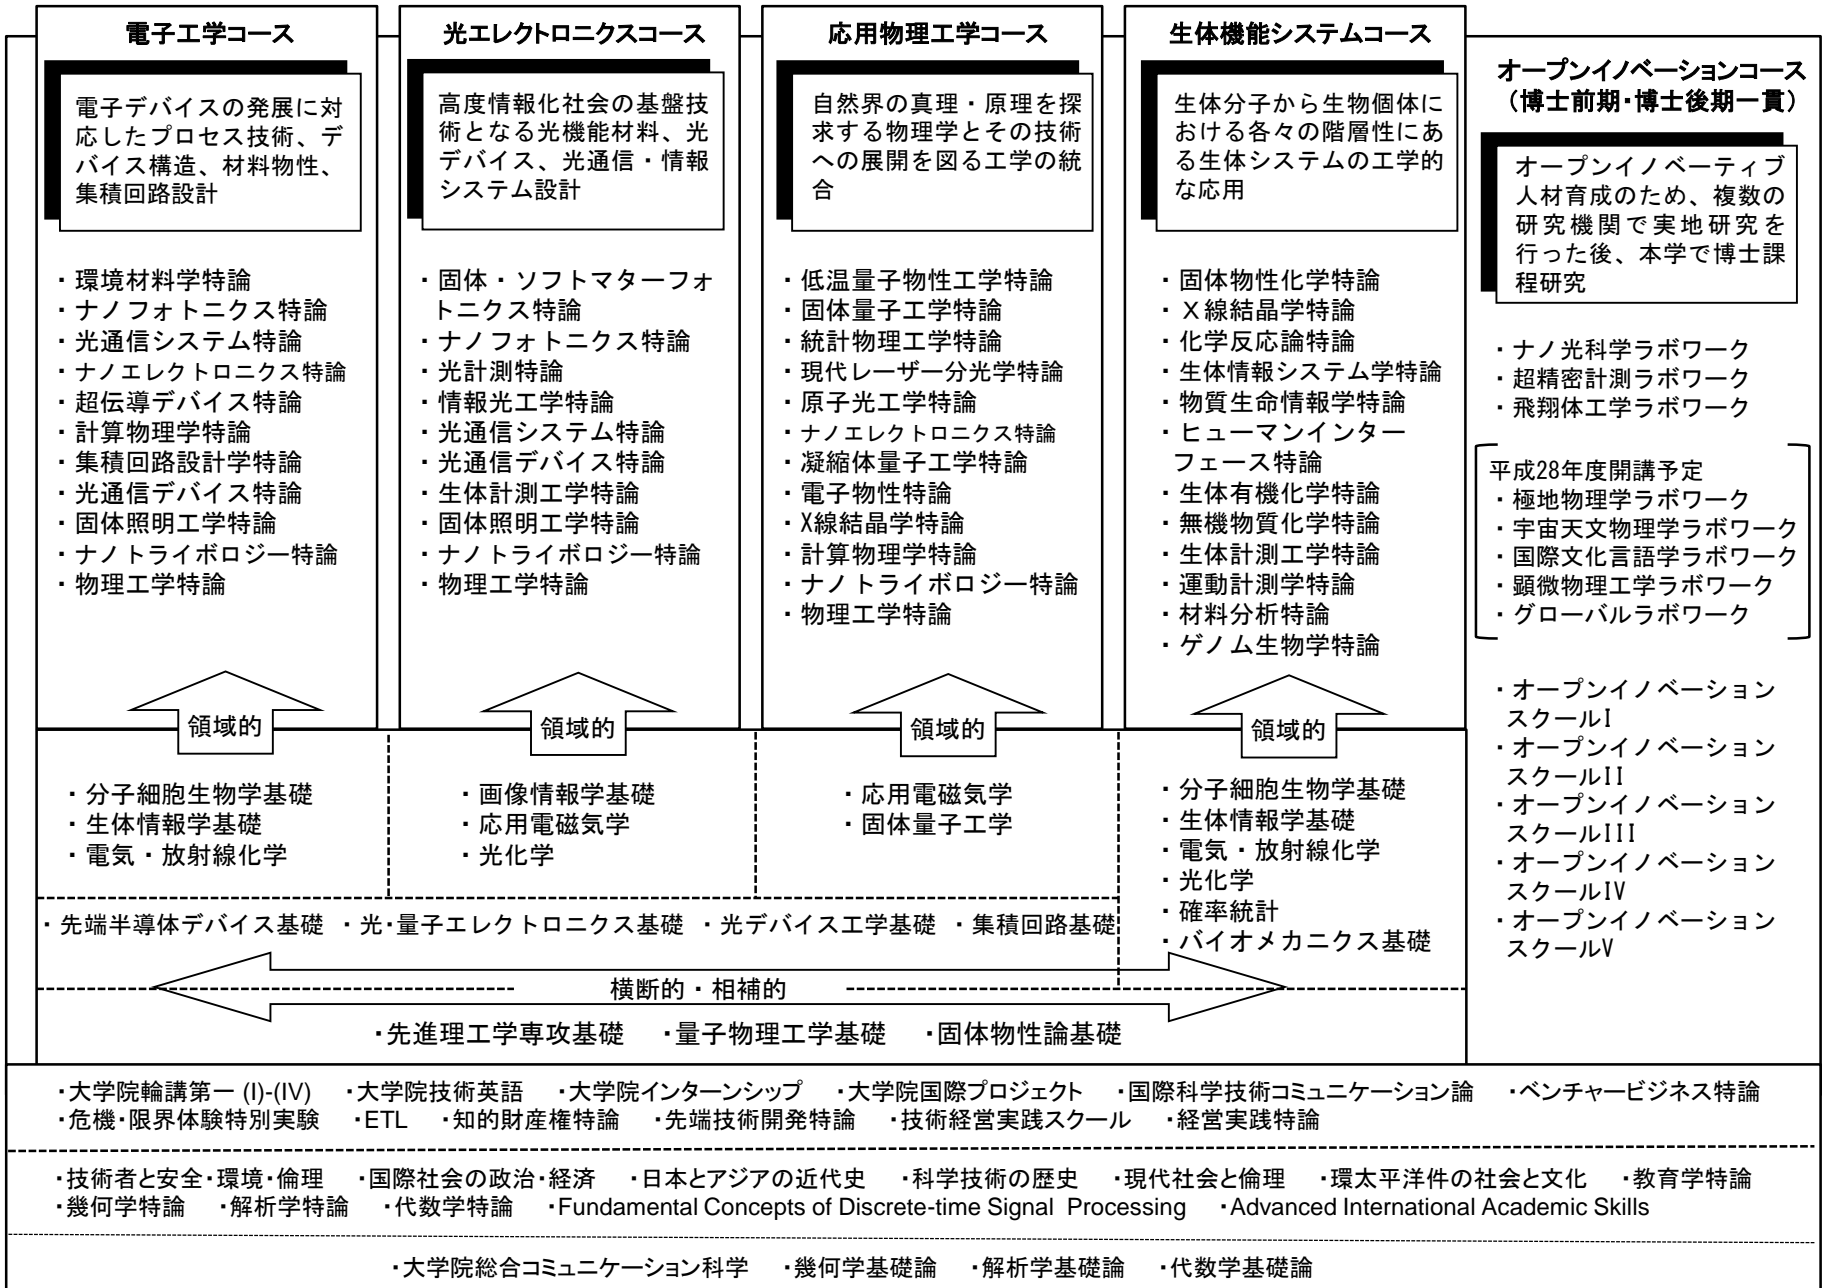 電子工学コース
電子デバイスの発展に対
応したプロセス技術、デ
バイス構造、材料物性、
集積回路設計
・環境材料学特論
・ナノフォトニクス特論
・光通信システム特論
・ナノエレクトロニクス特論
・超伝導デバイス特論
・計算物理学特論
・集積回路設計学特論
・光通信デバイス特論
・固体照明工学特論
・ナノトライボロジー特論
・物理工学特論
領域的
・分子細胞生物学基礎
・生体情報学基礎
・電気・放射線化学
光エレクトロニクスコース
高度情報化社会の基盤技
術となる光機能材料、光
デバイス、光通信・情報
システム設計
・固体・ソフトマターフォ
トニクス特論
・ナノフォトニクス特論
・光計測特論
・情報光工学特論
・光通信システム特論
・光通信デバイス特論
・生体計測工学特論
・固体照明工学特論
・ナノトライボロジー特論
・物理工学特論
領域的
・画像情報学基礎
・応用電磁気学
・光化学
応用物理工学コース
自然界の真理・原理を探
求する物理学とその技術
への展開を図る工学の統
合
・低温量子物性工学特論
・固体量子工学特論
・統計物理工学特論
・現代レーザー分光学特論
・原子光工学特論
・ナノエレクトロニクス特論
・凝縮体量子工学特論
・電子物性特論
・X線結晶学特論
・計算物理学特論
・ナノトライボロジー特論
・物理工学特論
領域的
・応用電磁気学
・固体量子工学
生体機能システムコース
生体分子から生物個体に
おける各々の階層性にあ
る生体システムの工学的
な応用
・固体物性化学特論
・X線結晶学特論
・化学反応論特論
・生体情報システム学特論
・物質生命情報学特論
・ヒューマンインター
フェース特論
・生体有機化学特論
・無機物質化学特論
・生体計測工学特論
・運動計測学特論
・材料分析特論
・ゲノム生物学特論
領域的
・分子細胞生物学基礎
・生体情報学基礎
・電気・放射線化学
・光化学
・確率統計
・バイオメカニクス基礎
オープンイノベーションコース
(博士前期・博士後期一貫)
オープンイノベーティブ
人材育成のため、複数の
研究機関で実地研究を
行った後、本学で博士課
程研究
・ナノ光科学ラボワーク
・超精密計測ラボワーク
・飛翔体工学ラボワーク
平成28年度開講予定
・極地物理学ラボワーク
・宇宙天文物理学ラボワーク
・国際文化言語学ラボワーク
・顕微物理工学ラボワーク
・グローバルラボワーク
・オープンイノベーション
スクールI
・オープンイノベーション
スクールII
・オープンイノベーション
スクールIII
・オープンイノベーション
スクールIV
・オープンイノベーション
スクールV
・先端半導体デバイス基礎 ・光・量子エレクトロニクス基礎 ・光デバイス工学基礎 ・集積回路基礎
横断的・相補的
・先進理工学専攻基礎 ・量子物理工学基礎 ・固体物性論基礎
・大学院輪講第一 (I)-(IV) ・大学院技術英語 ・大学院インターンシップ ・大学院国際プロジェクト ・国際科学技術コミュニケーション論 ・ベンチャービジネス特論
・危機・限界体験特別実験 ・ETL ・知的財産権特論 ・先端技術開発特論 ・技術経営実践スクール ・経営実践特論
・技術者と安全・環境・倫理 ・国際社会の政治・経済 ・日本とアジアの近代史 ・科学技術の歴史 ・現代社会と倫理 ・環太平洋件の社会と文化 ・教育学特論
・幾何学特論 ・解析学特論 ・代数学特論 ・Fundamental Concepts of Discrete-time Signal Processing ・Advanced International Academic Skills
・大学院総合コミュニケーション科学 ・幾何学基礎論 ・解析学基礎論 ・代数学基礎論